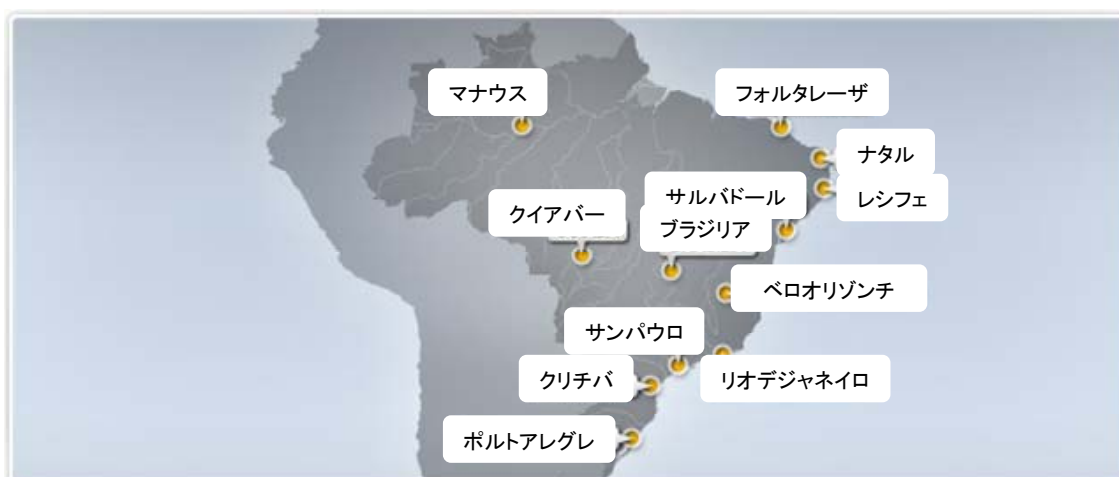 マナウス
フォルタレーザ
ナタル
サルバドール
レシフェ
クイアバー
ブラジリア
ベロオリゾンチ
サンパウロ
クリチバ
リオデジャネイロ
ポルトアレグレ